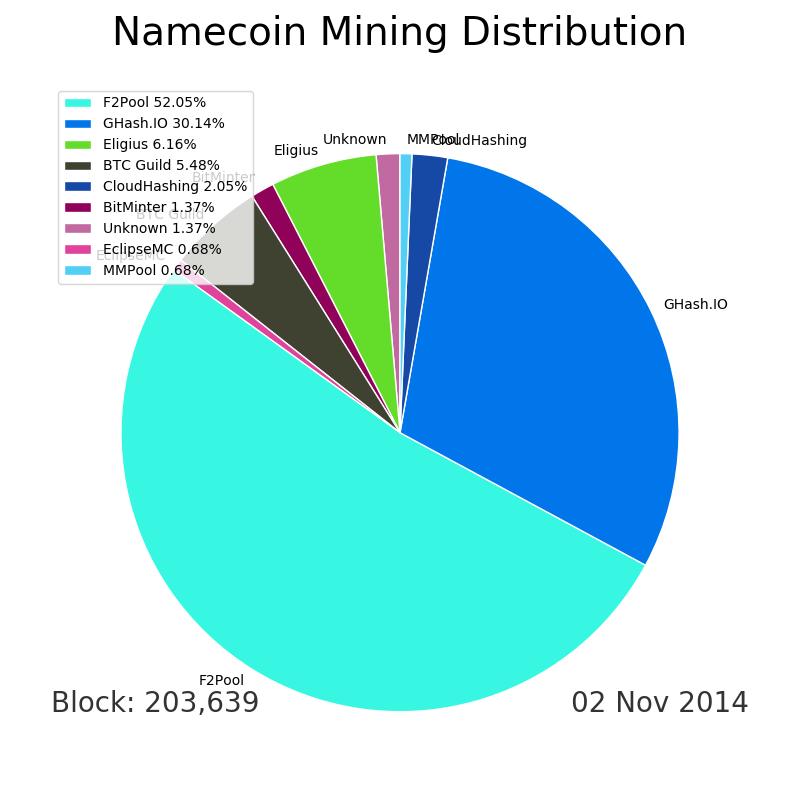 Namecoin Mining Distribution
F2Pool 52.05%
GHash.IO 30.14%
Eligius 6.16%
BTC Guild 5.48%
CloudHashing 2.05%
BitMinter 1.37%
Unknown 1.37%
EclipseMC 0.68%
MMPool 0.68%
Unknown
MMPool
CloudHashing
Eligius
BitMinter
BTC Guild
EclipseMC
GHash.IO
F2Pool
Block: 203,639
02 Nov 2014